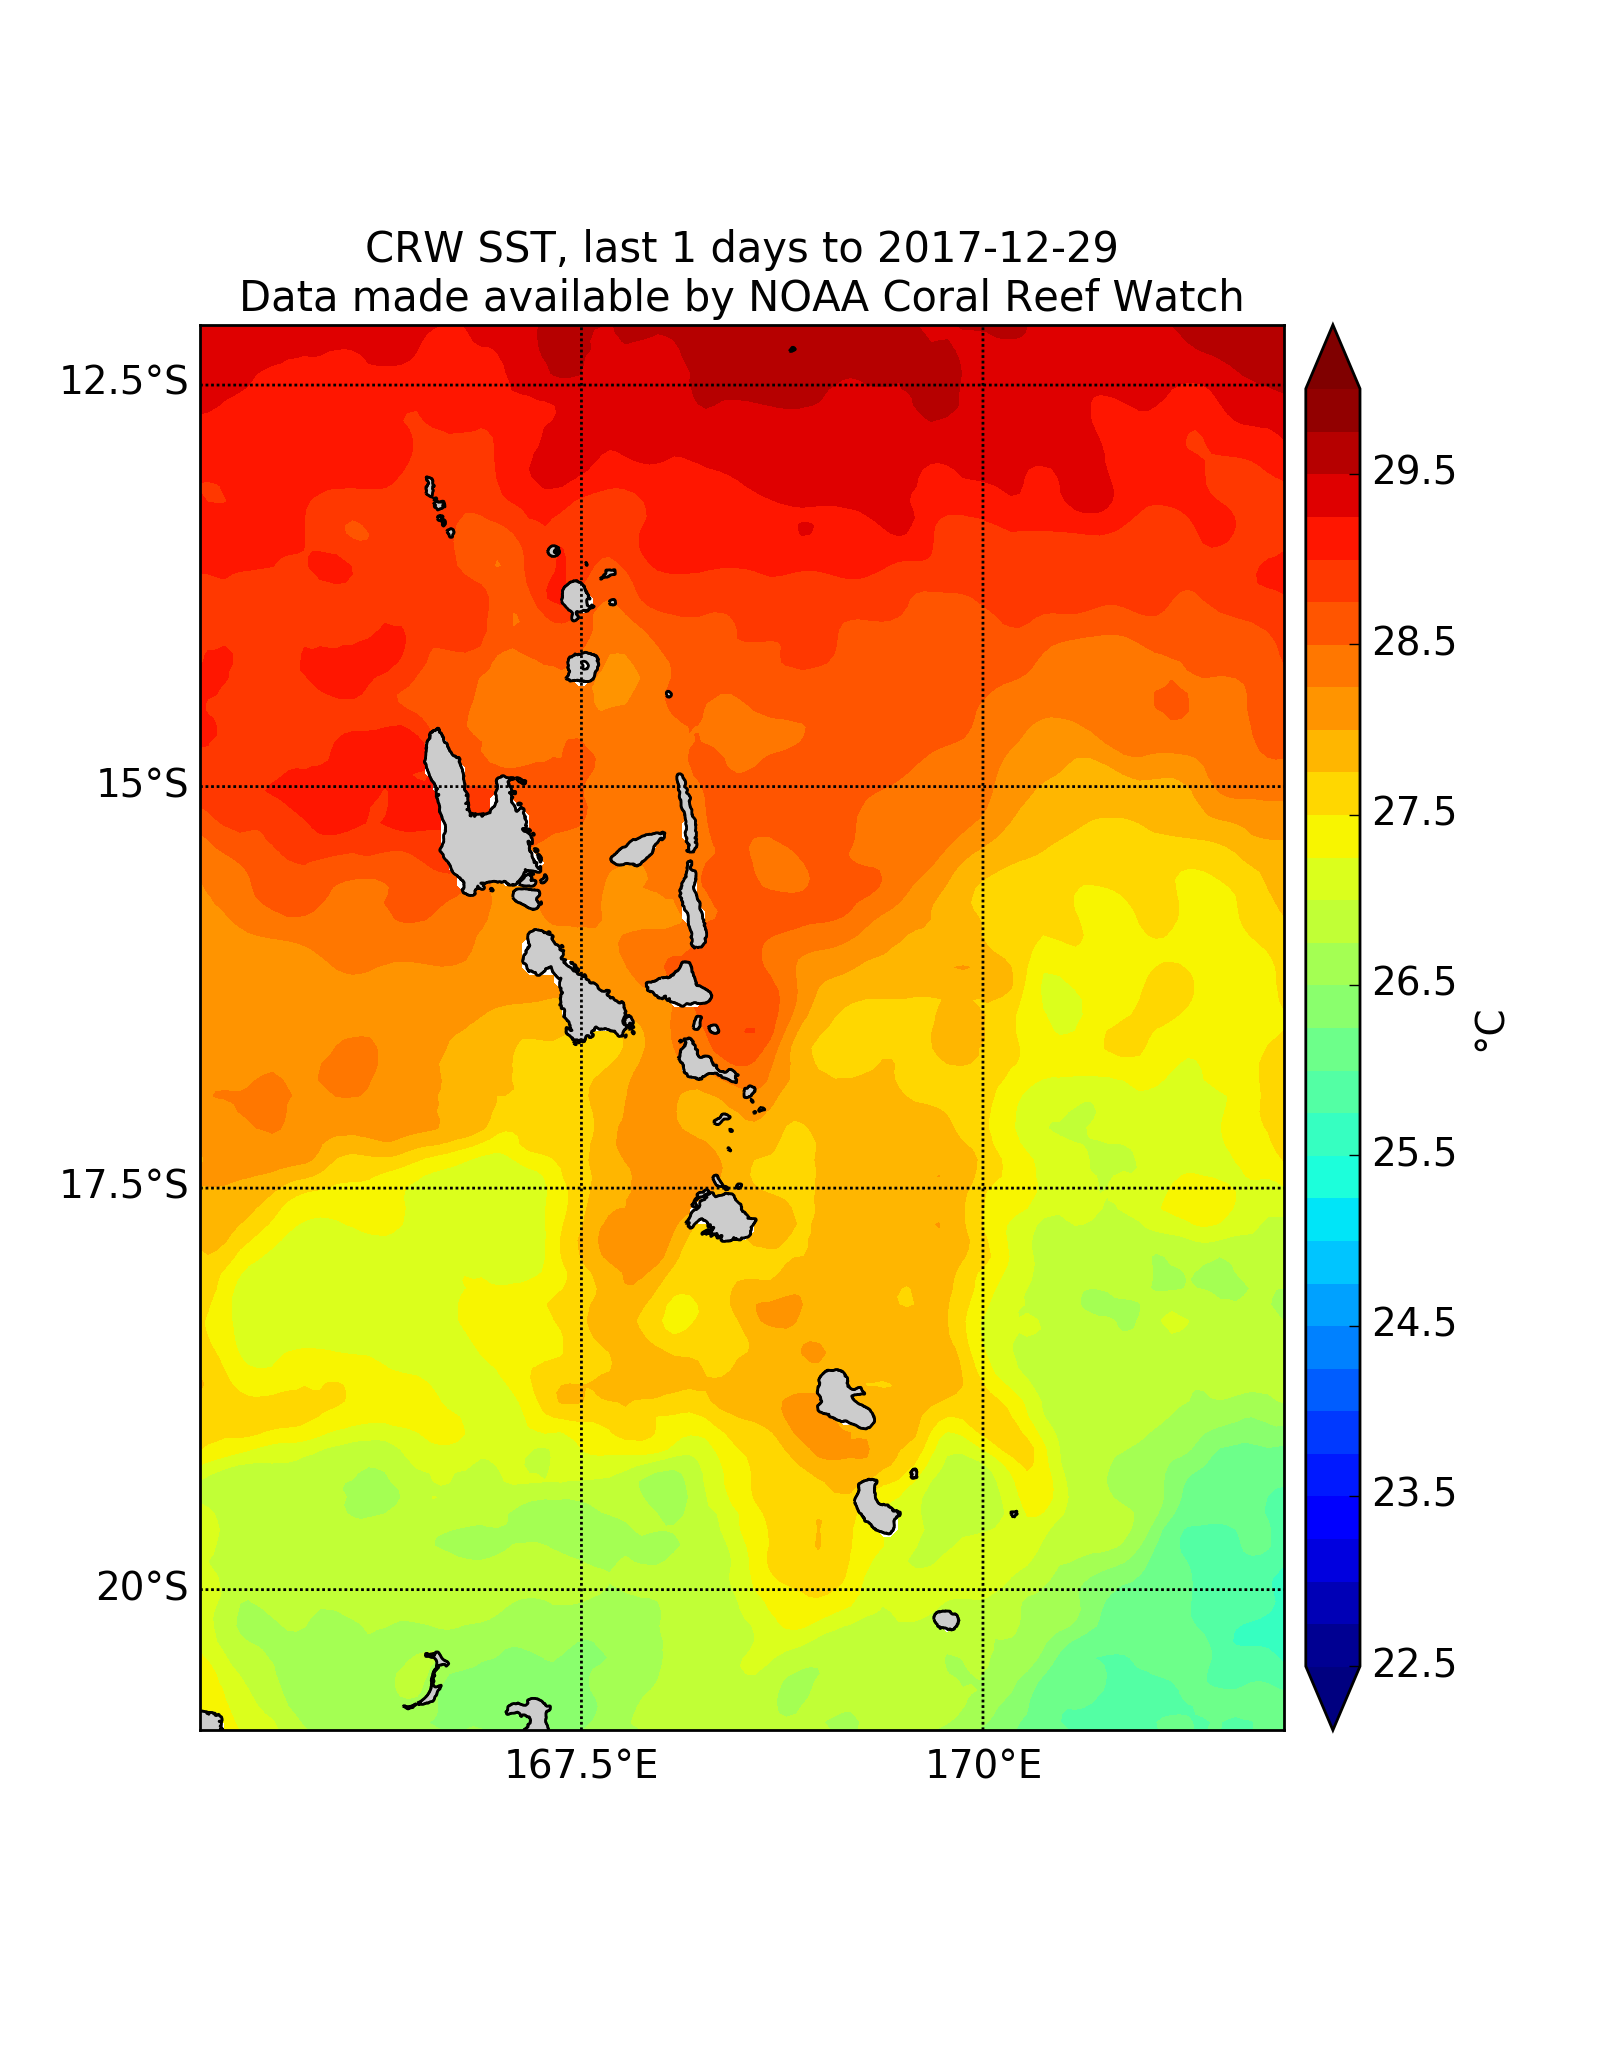 CRW SST, last 1 days to 2017-12-29
Data made available by NOAA Coral Reef Watch
12.5°S
15°S
17.5°S
20°S
167.5°E
170°E
29.5
28.5
27.5
26.5
25.5
24.5
23.5
22.5
°C